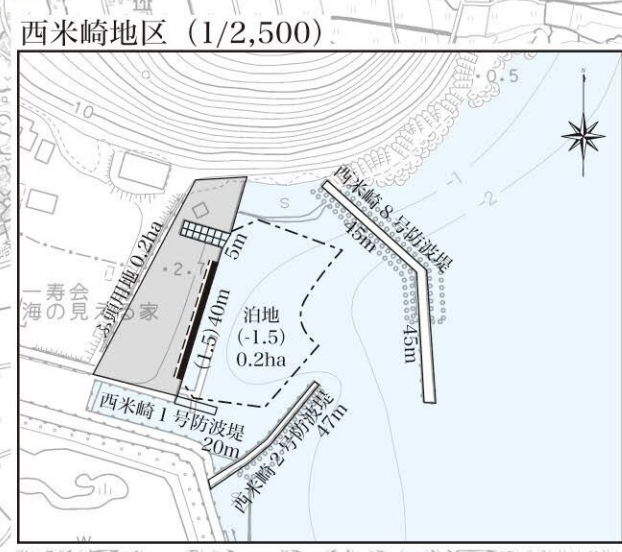 西米崎地区（1/2,500）
N
0.5
10
-1
-2
S
西米崎8号防波堤
45m
45m
5m
ふ頭用地 0.2ha
2.7
一寿会
海の見える家
(1.5) 40m
泊地
(-1.5)
0.2ha
西米崎1号防波堤
20m
西米崎2号防波堤
47m
W